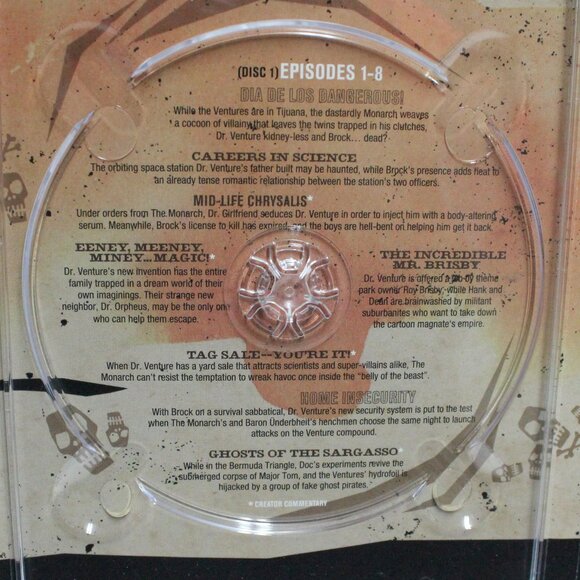 (DISC 1) EPISODES 1-8
DIA DE LOS DANGEROUS!
While the Ventures are in Tijuana, the dastardly Monarch weaves
a cocoon of villainy that leaves the twins trapped in his clutches,
Dr. Venture kidney-less and Brock... dead?
CAREERS IN SCIENCE
The orbiting space station Dr. Venture's father built may be haunted, while Brock's presence adds heat to
an already tense romantic relationship between the station's two officers.
MID-LIFE CHRYSALIS*
Under orders from The Monarch, Dr. Girlfriend seduces Dr. Venture in order to inject him with a body-altering
serum. Meanwhile, Brock's license to kill has expired, and the boys are hell-bent on helping him get it back.
EENEY, MEENEY,
MINEY...MAGIC!*
Dr. Venture's new invention has the entire
family trapped in a dream world of their
own imaginings. Their strange new
neighbor, Dr. Orpheus, may be the only one
who can help them escape.
THE INCREDIBLE
MR. BRISBY
Dr. Venture is offered a job by theme
park owner Roy Brisby, while Hank and
Dean are brainwashed by militant
suburbanites who want to take down
the cartoon magnate's empire.
TAG SALE—YOU'RE IT!*
When Dr. Venture has a yard sale that attracts scientists and super-villains alike, The
Monarch can't resist the temptation to wreak havoc once inside the "belly of the beast".
HOME INSECURITY
With Brock on a survival sabbatical, Dr. Venture's new security system is put to the test
when The Monarch's and Baron Underbheit's henchmen choose the same night to launch
attacks on the Venture compound.
GHOSTS OF THE SARGASSO*
While in the Bermuda Triangle, Doc's experiments revive the
submerged corpse of Major Tom, and the Ventures' hydrofoil is
hijacked by a group of fake ghost pirates.
* CREATOR COMMENTARY